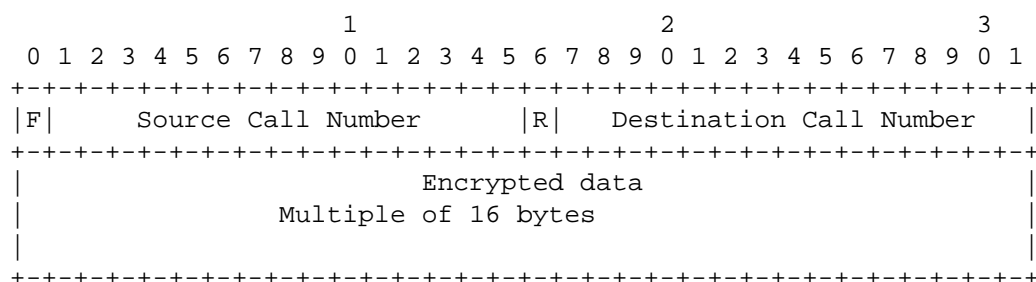 1                   2                   3
 0 1 2 3 4 5 6 7 8 9 0 1 2 3 4 5 6 7 8 9 0 1 2 3 4 5 6 7 8 9 0 1
+-+-+-+-+-+-+-+-+-+-+-+-+-+-+-+-+-+-+-+-+-+-+-+-+-+-+-+-+-+-+-+-+
|F|     Source Call Number      |R|   Destination Call Number   |
+-+-+-+-+-+-+-+-+-+-+-+-+-+-+-+-+-+-+-+-+-+-+-+-+-+-+-+-+-+-+-+-+
|                         Encrypted data                        |
|                Multiple of 16 bytes                           |
|                                                               |
+-+-+-+-+-+-+-+-+-+-+-+-+-+-+-+-+-+-+-+-+-+-+-+-+-+-+-+-+-+-+-+-+